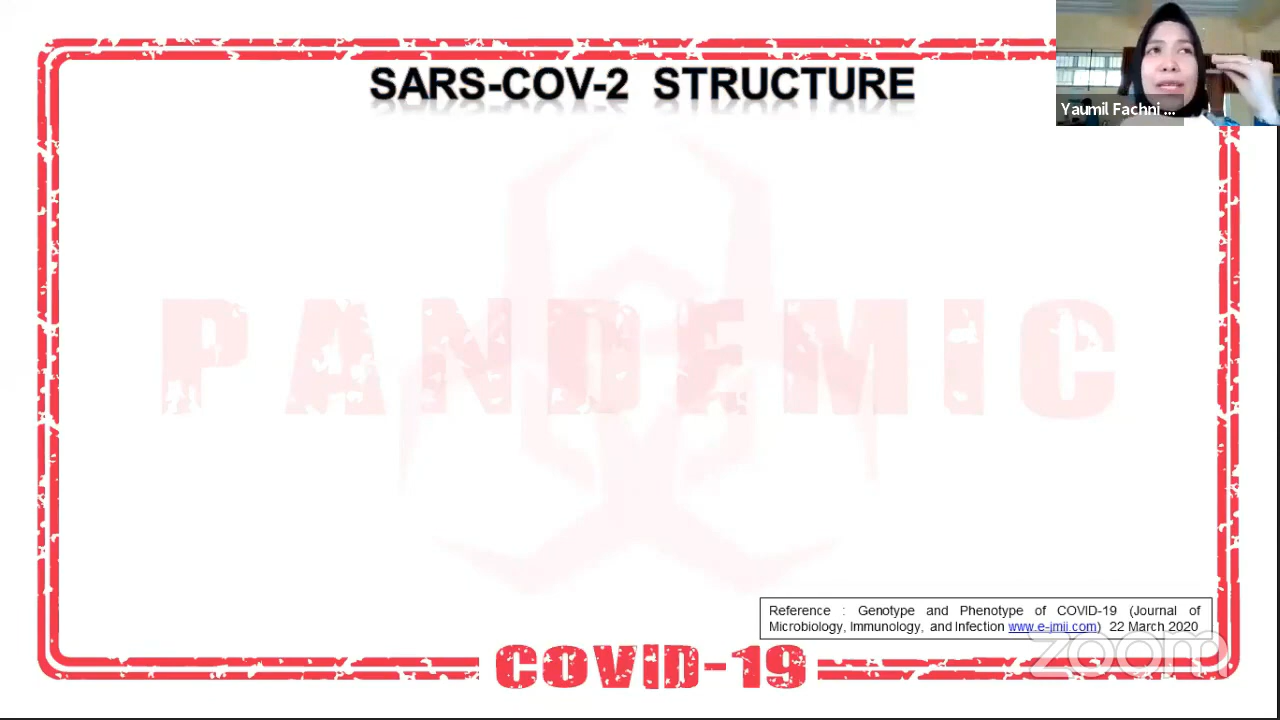 SARS-COV-2 STRUCTURE
Yaumil Fachni ...
PANDEMIC
Reference : Genotype and Phenotype of COVID-19 (Journal of
Microbiology, Immunology, and Infection www.e-jmii.com) 22 March 2020
zoom
COVID-19